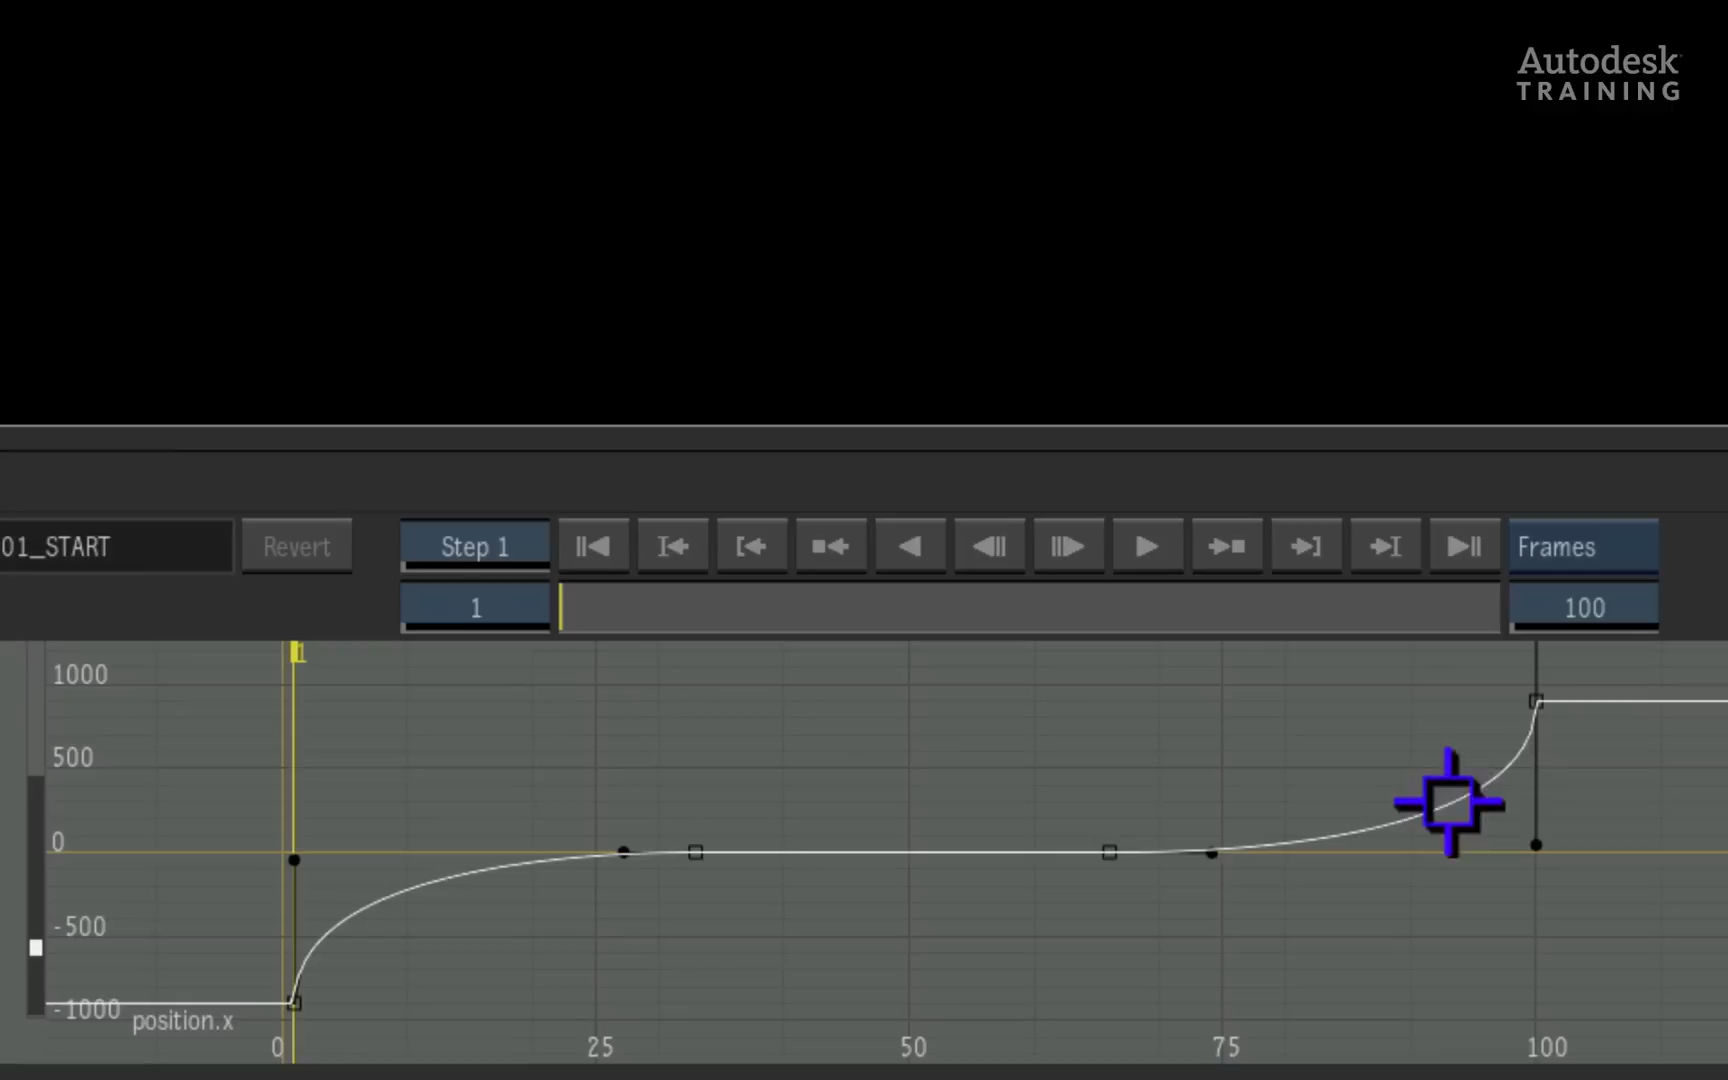 Autodesk
TRAINING
01_START
Revert
Step 1
Frames
1
100
1
1000
500
0
-500
-1000
position.x
0
25
50
75
100